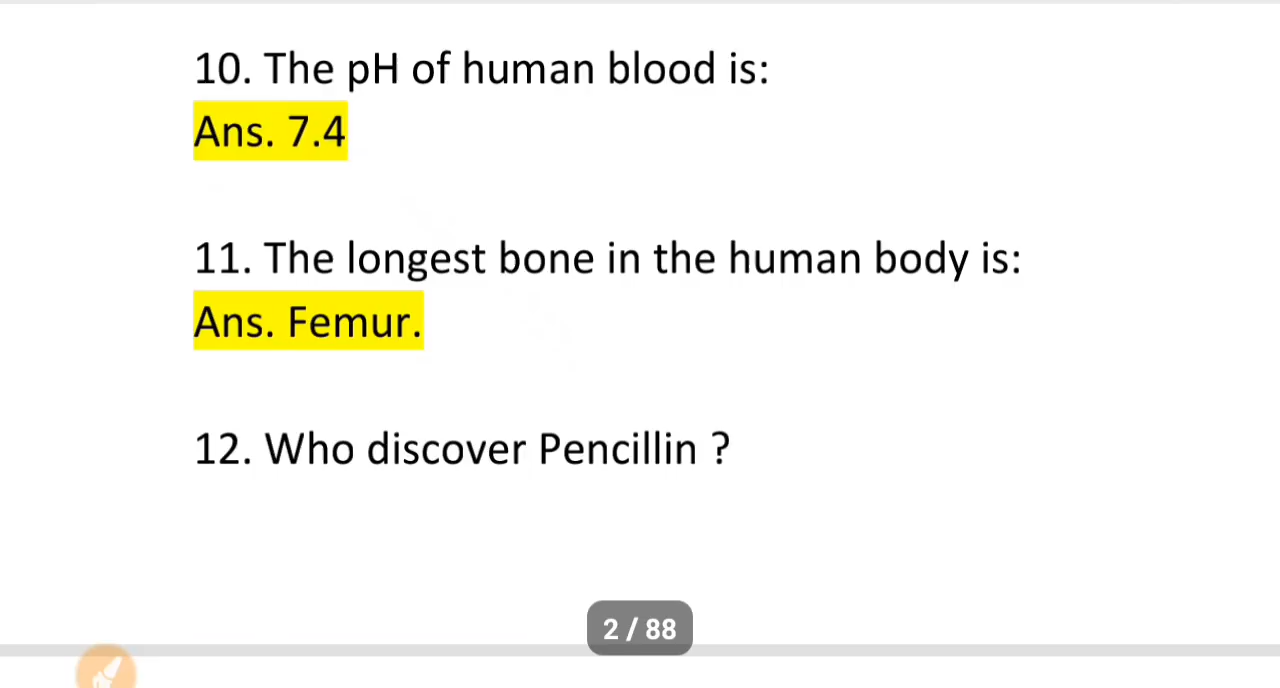 10. The pH of human blood is:
Ans. 7.4
11. The longest bone in the human body is:
Ans. Femur.
12. Who discover Pencillin ?
2 / 88